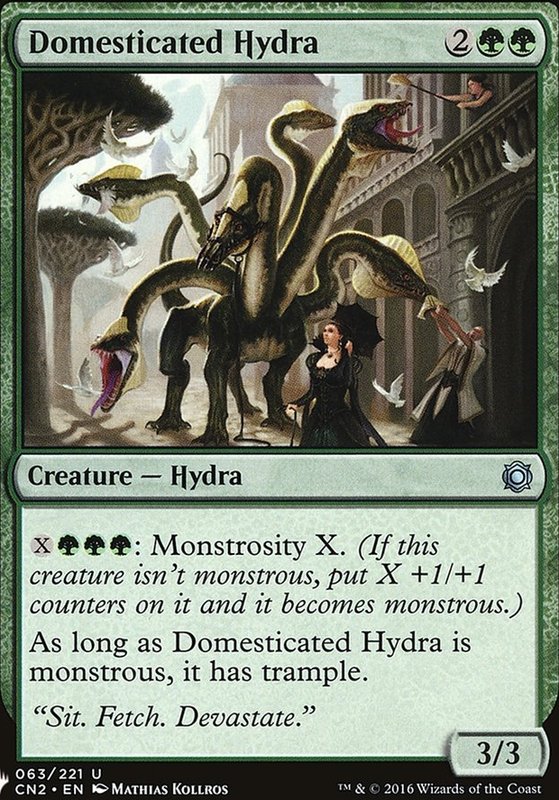 Domesticated Hydra 2
Creature — Hydra
X: Monstrosity X. (If this
creature isn't monstrous, put X +1/+1
counters on it and it becomes monstrous.)
As long as Domesticated Hydra is
monstrous, it has trample.
“Sit. Fetch. Devastate.”
3/3
063/221 U
CN2 • EN Mathias Kollros
™ & © 2016 Wizards of the Coast